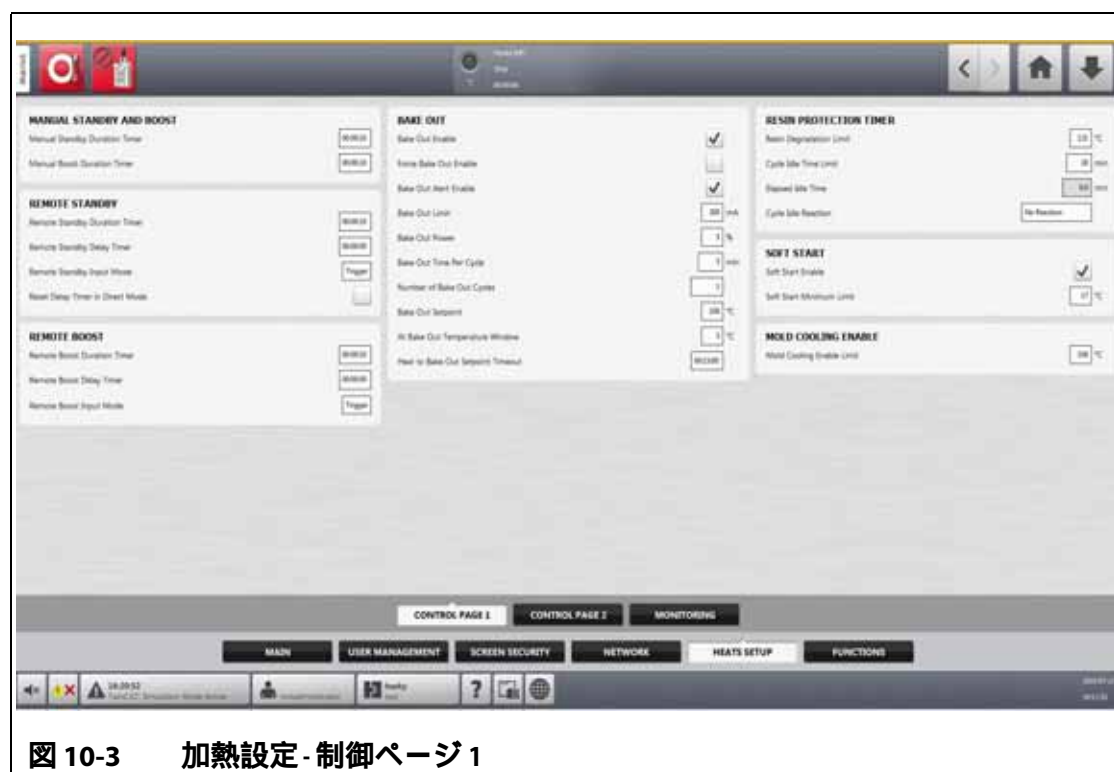 MANUAL STANDBY AND BOOST
Manual Standby Duration Timer
Manual Boost Duration Timer
REMOTE STANDBY
Remote Standby Duration Timer
Remote Standby Delay Timer
Remote Standby Input Mode
Trigger
Reset Delay Timer in Direct Mode
REMOTE BOOST
Remote Boost Duration Timer
Remote Boost Delay Timer
Remote Boost Input Mode
Trigger
BAKE OUT
Bake Out Enable
Force Bake Out Enable
Bake Out Alert Enable
Bake Out Limit
mA
Bake Out Power
%
Bake Out Time Per Cycle
min
Number of Bake Out Cycles
Bake Out Setpoint
°C
At Bake Out Temperature Window
°C
Heat to Bake Out Setpoint Timeout
RESIN PROTECTION TIMER
Resin Degradation Limit
°C
Cycle Idle Time Limit
min
Elapsed Idle Time
min
Cycle Idle Reaction
No Reaction
SOFT START
Soft Start Enable
Soft Start Minimum Limit
°C
MOLD COOLING ENABLE
Mold Cooling Enable Limit
°C
CONTROL PAGE 1 CONTROL PAGE 2 MONITORING
MAIN USER MANAGEMENT SCREEN SECURITY NETWORK HEATS SETUP FUNCTIONS
図 10-3 加熱設定 - 制御ページ 1